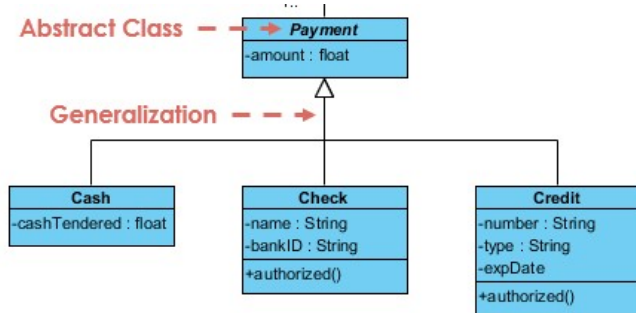 Abstract Class
Payment
-amount : float
Generalization
Cash
-cashTendered : float
Check
-name : String
-bankID : String
+authorized()
Credit
-number : String
-type : String
-expDate
+authorized()